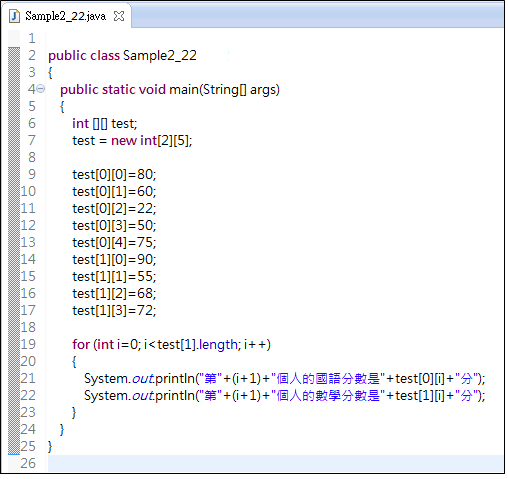 Sample2_22.java
1
2 public class Sample2_22
3 {
4 public static void main(String[] args)
5 {
6 int [][] test;
7 test = new int[2][5];
8
9 test[0][0]=80;
10 test[0][1]=60;
11 test[0][2]=22;
12 test[0][3]=50;
13 test[0][4]=75;
14 test[1][0]=90;
15 test[1][1]=55;
16 test[1][2]=68;
17 test[1][3]=72;
18
19 for (int i=0; i<test[1].length; i++)
20 {
21 System.out.println("第"+(i+1)+"個人的國語分數是"+test[0][i]+"分");
22 System.out.println("第"+(i+1)+"個人的數學分數是"+test[1][i]+"分");
23 }
24 }
25 }
26